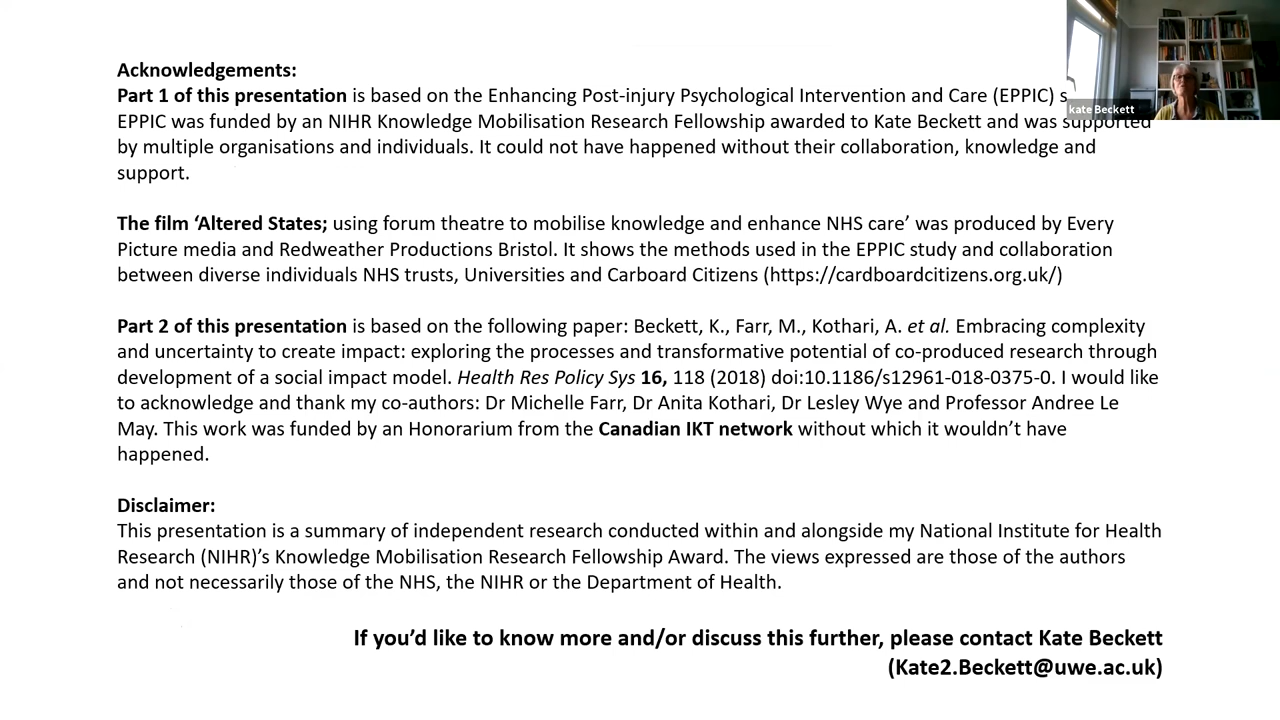 Acknowledgements:
Part 1 of this presentation is based on the Enhancing Post-injury Psychological Intervention and Care (EPPIC)
kate Beckett
EPPIC was funded by an NIHR Knowledge Mobilisation Research Fellowship awarded to Kate Beckett and was supported
by multiple organisations and individuals. It could not have happened without their collaboration, knowledge and
support.
The film ‘Altered States; using forum theatre to mobilise knowledge and enhance NHS care’ was produced by Every
Picture media and Redweather Productions Bristol. It shows the methods used in the EPPIC study and collaboration
between diverse individuals NHS trusts, Universities and Carboard Citizens (https://cardboardcitizens.org.uk/)
Part 2 of this presentation is based on the following paper: Beckett, K., Farr, M., Kothari, A. et al. Embracing complexity
and uncertainty to create impact: exploring the processes and transformative potential of co-produced research through
development of a social impact model. Health Res Policy Sys 16, 118 (2018) doi:10.1186/s12961-018-0375-0. I would like
to acknowledge and thank my co-authors: Dr Michelle Farr, Dr Anita Kothari, Dr Lesley Wye and Professor Andree Le
May. This work was funded by an Honorarium from the Canadian IKT network without which it wouldn’t have
happened.
Disclaimer:
This presentation is a summary of independent research conducted within and alongside my National Institute for Health
Research (NIHR)’s Knowledge Mobilisation Research Fellowship Award. The views expressed are those of the authors
and not necessarily those of the NHS, the NIHR or the Department of Health.
If you’d like to know more and/or discuss this further, please contact Kate Beckett
(Kate2.Beckett@uwe.ac.uk)